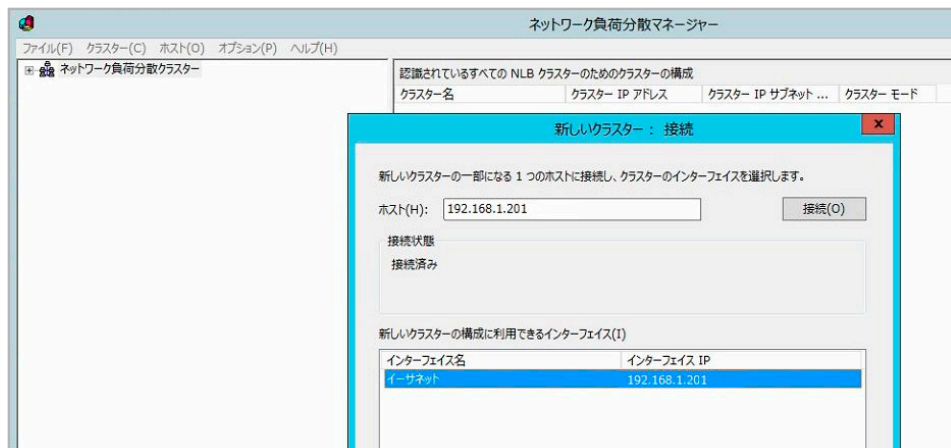 ネットワーク負荷分散マネージャー
ファイル(F) クラスター(C) ホスト(O) オプション(P) ヘルプ(H)
ネットワーク負荷分散クラスター
認識されているすべての NLB クラスターのためのクラスターの構成
クラスター名 クラスター IP アドレス クラスター IP サブネット ... クラスター モード
新しいクラスター : 接続
x
新しいクラスターの一部になる 1 つのホストに接続し、クラスターのインターフェイスを選択します。
ホスト(H): 192.168.1.201 接続(O)
接続状態
接続済み
新しいクラスターの構成に利用できるインターフェイス(I)
インターフェイス名 インターフェイス IP
イーサネット 192.168.1.201